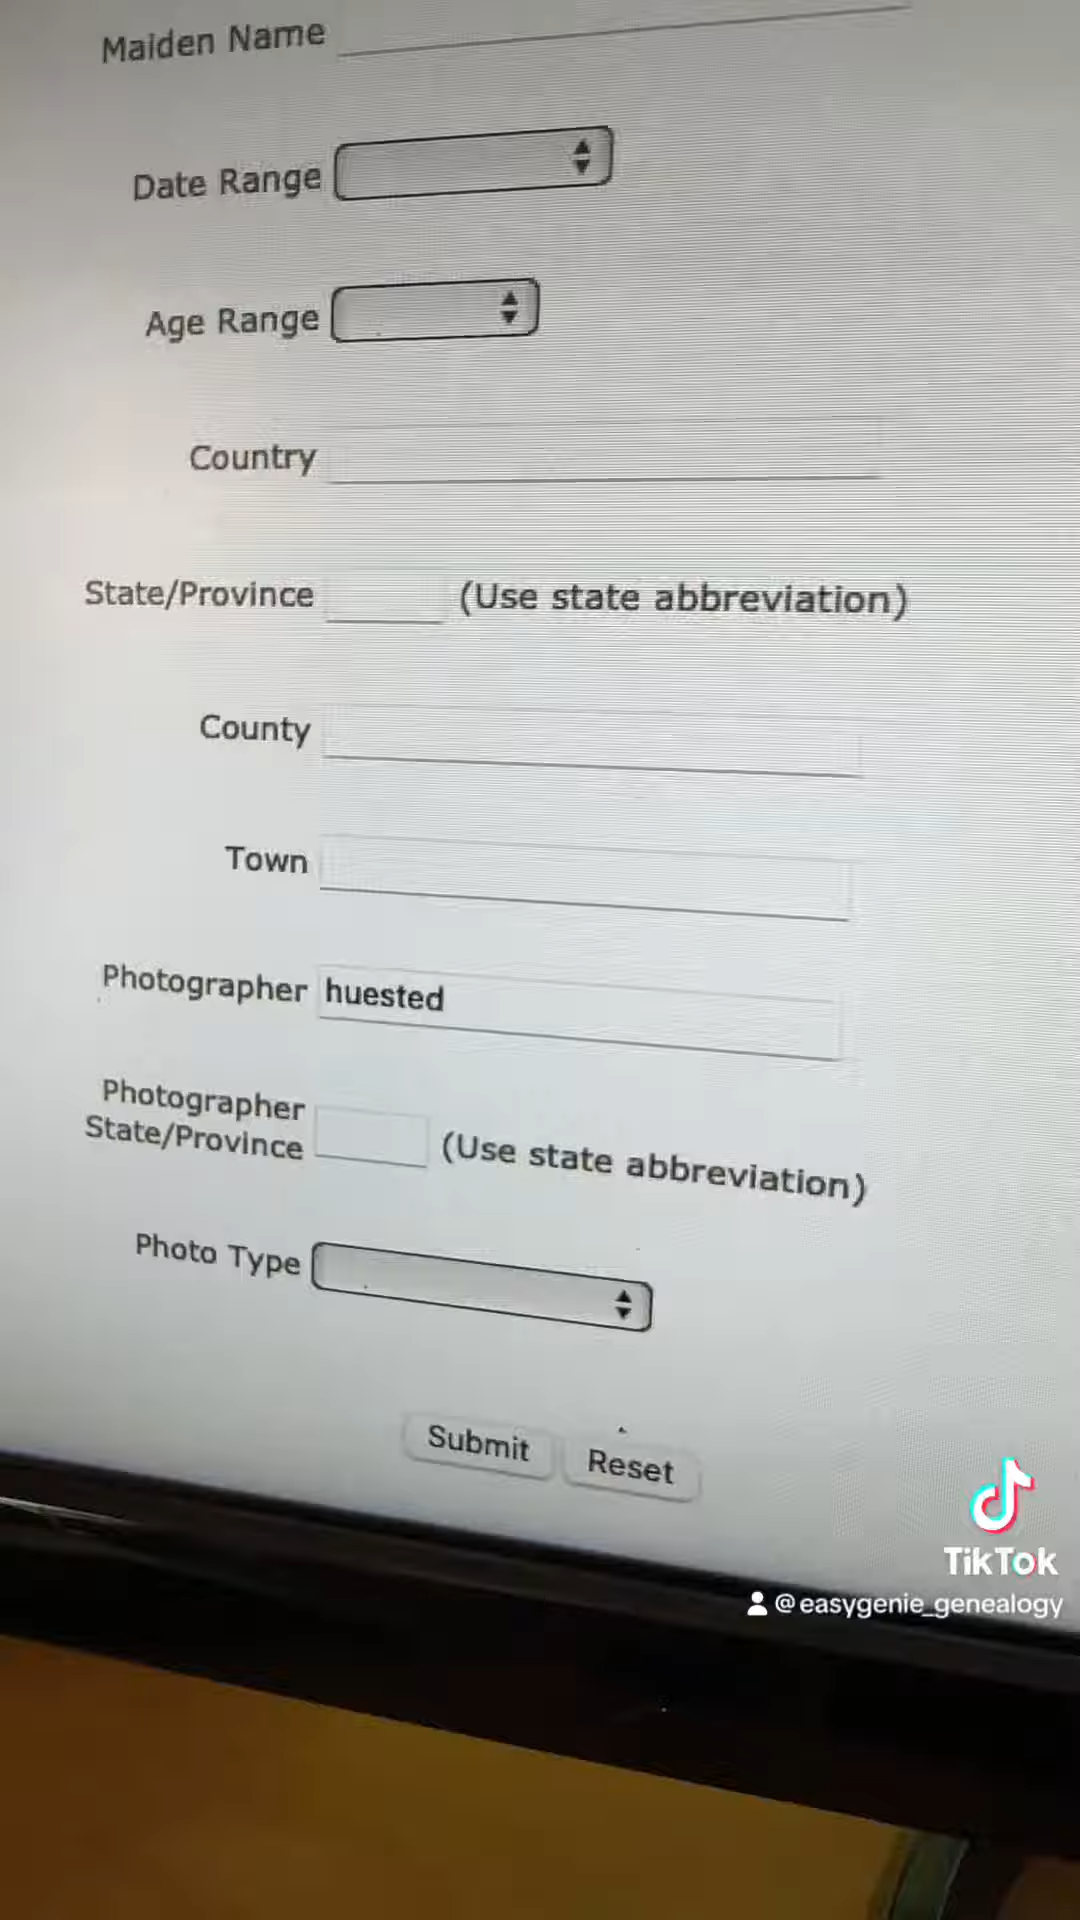 Maiden Name
Date Range
Age Range
Country
State/Province (Use state abbreviation)
County
Town
Photographer huested
Photographer
State/Province (Use state abbreviation)
Photo Type
Submit Reset
TikTok
@easygenie_genealogy